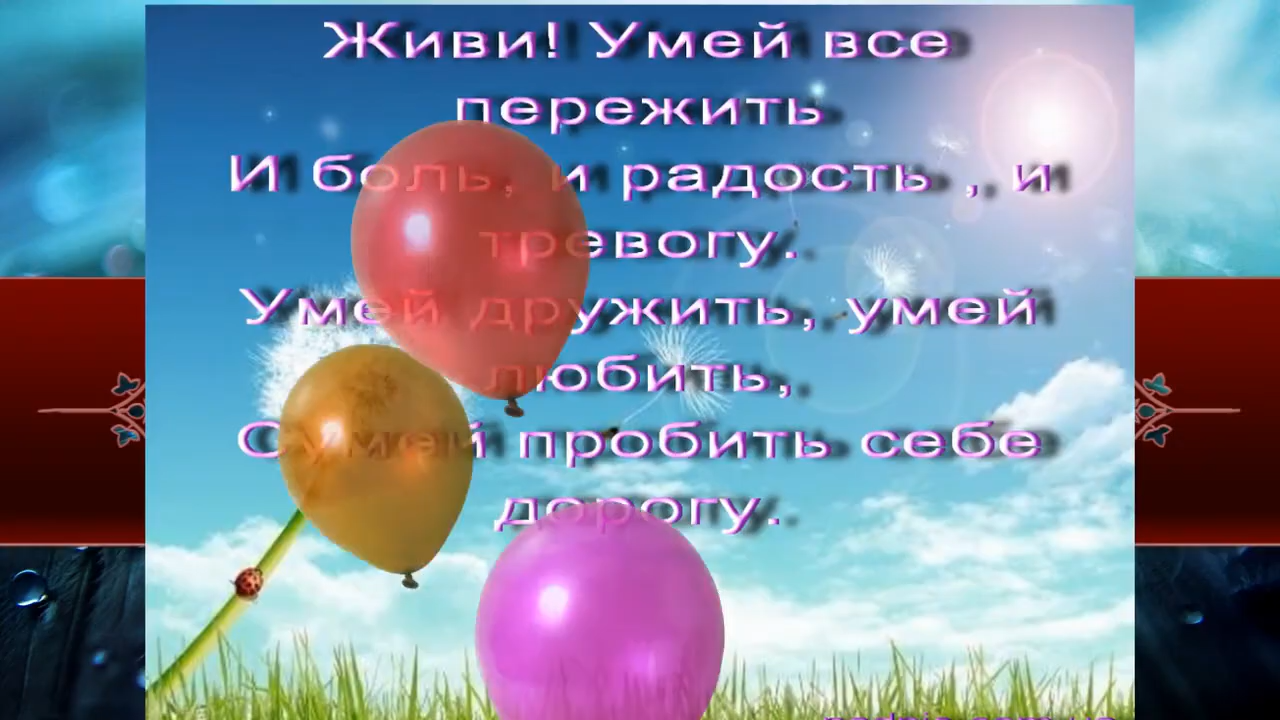 Живи! Умей все
пережить
И боль, и радость , и
тревогу.
Умей дружить, умей
любить,
Сумей пробить себе
дорогу.